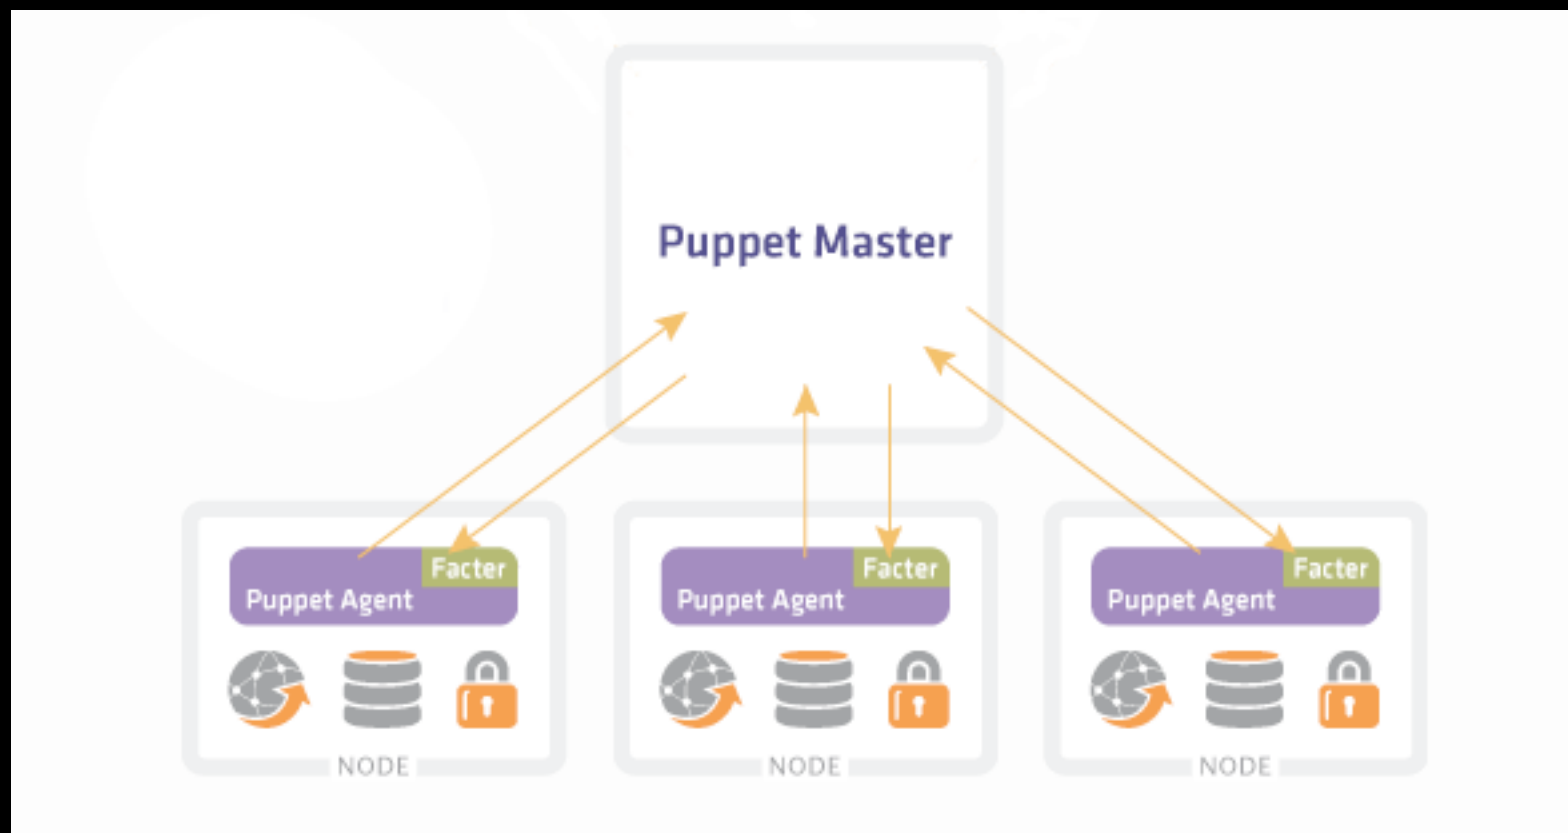 Puppet Master
Facter
Puppet Agent
NODE
Facter
Puppet Agent
NODE
Facter
Puppet Agent
NODE